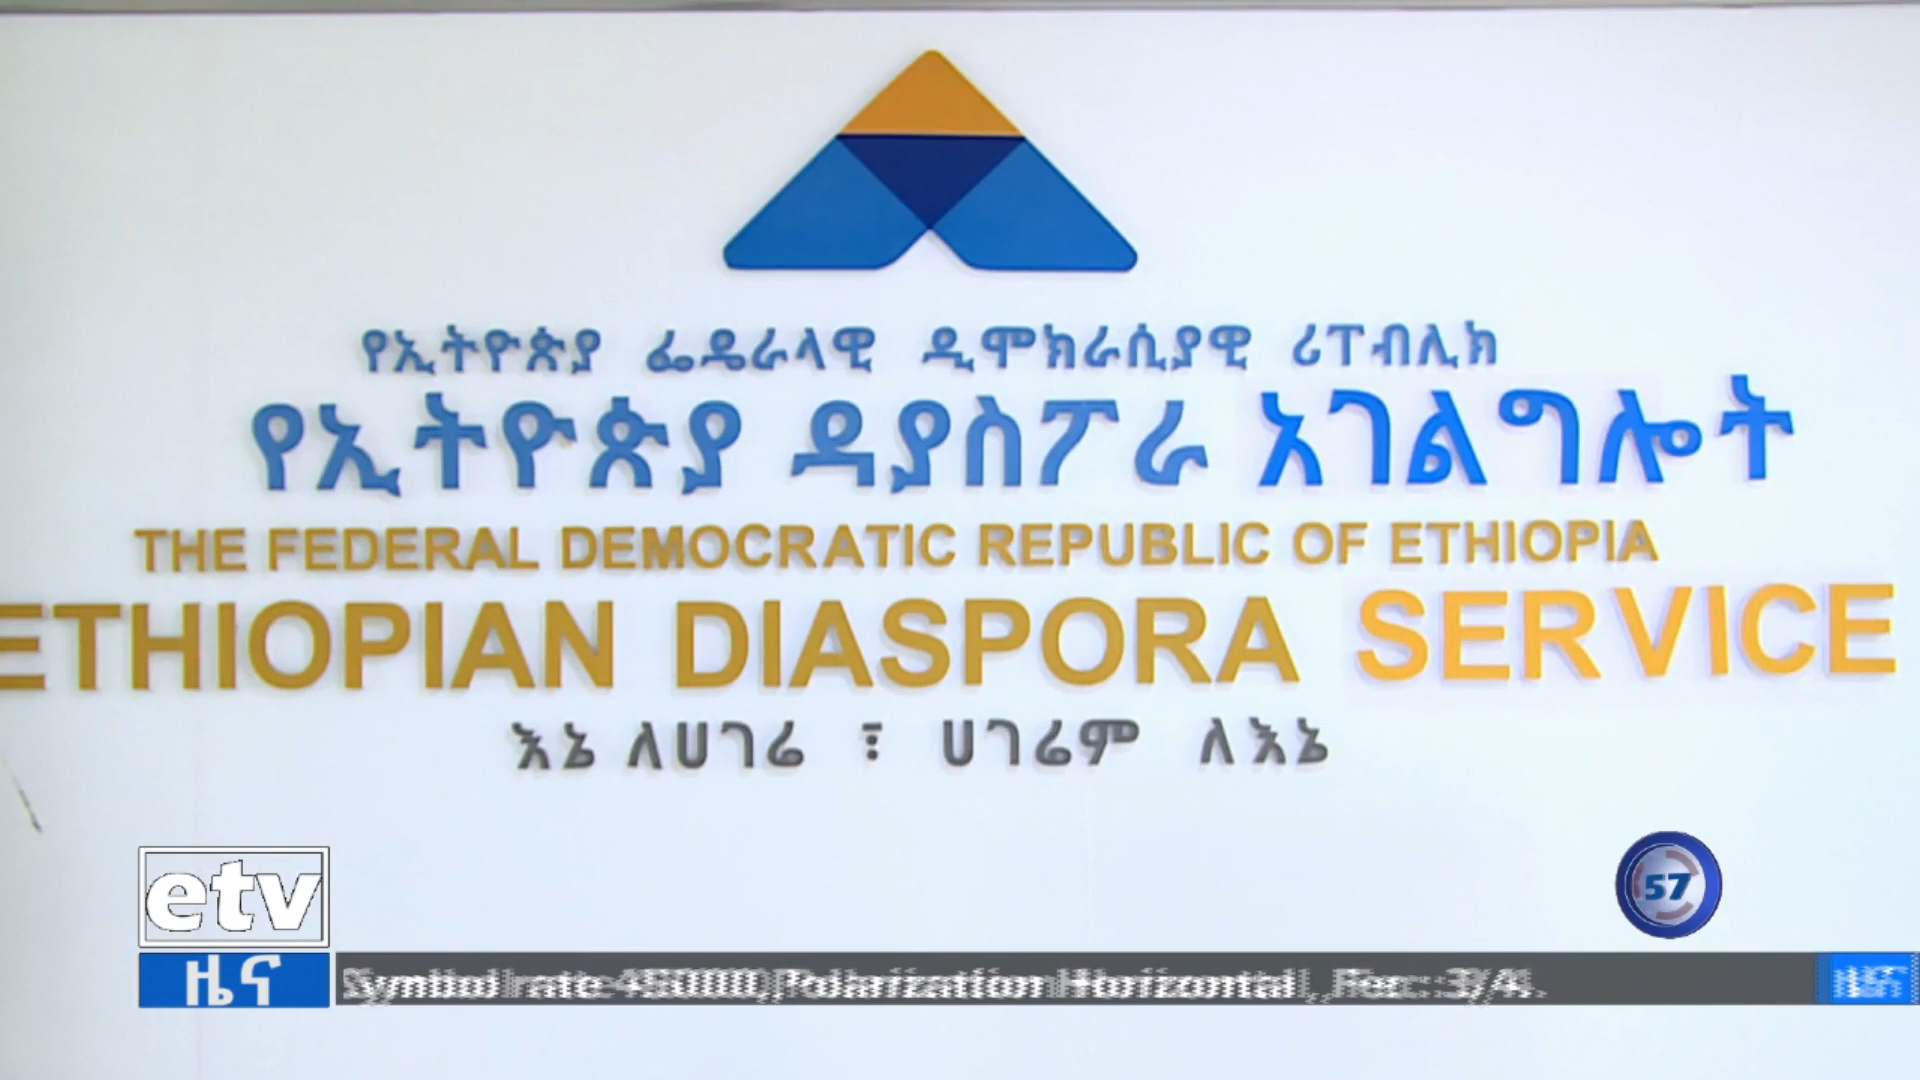 የኢትዮጵያ ፌዴራላዊ ዲሞክራሲያዊ ሪፐብሊክ
የኢትዮጵያ ዳያስፖራ አገልግሎት
THE FEDERAL DEMOCRATIC REPUBLIC OF ETHIOPIA
ETHIOPIAN DIASPORA SERVICE
እኔ ለሀገሬ ፣ ሀገሬም ለእኔ
etv
57
ዜና
Symbol rate 45000, Polarization Horizontal , Fec: 3/4.
ዜና